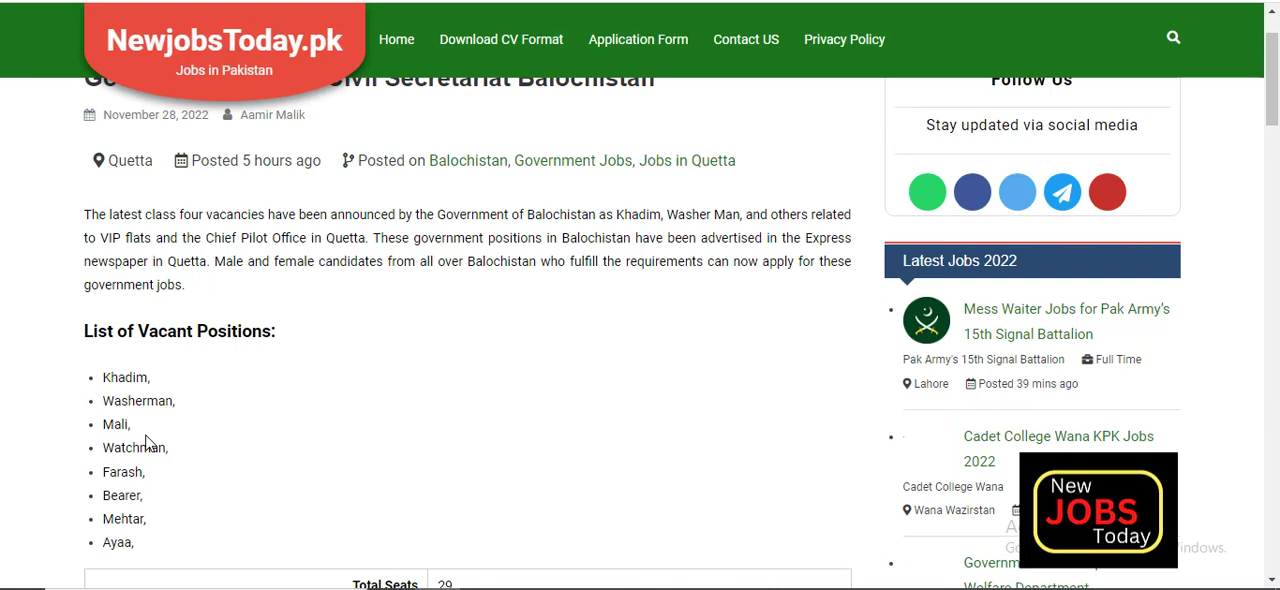 NewjobsToday.pk
Jobs in Pakistan
Home Download CV Format Application Form Contact US Privacy Policy
Civil Secretariat Balochistan
November 28, 2022 Aamir Malik
Quetta Posted 5 hours ago Posted on Balochistan, Government Jobs, Jobs in Quetta
The latest class four vacancies have been announced by the Government of Balochistan as Khadim, Washer Man, and others related
to VIP flats and the Chief Pilot Office in Quetta. These government positions in Balochistan have been advertised in the Express
newspaper in Quetta. Male and female candidates from all over Balochistan who fulfill the requirements can now apply for these
government jobs.
List of Vacant Positions:
Khadim,
Washerman,
Mali,
Watchman,
Farash,
Bearer,
Mehtar,
Ayaa,
Total Seats 29
Follow Us
Stay updated via social media
Latest Jobs 2022
Mess Waiter Jobs for Pak Army's
15th Signal Battalion
Pak Army's 15th Signal Battalion Full Time
Lahore Posted 39 mins ago
Cadet College Wana KPK Jobs
2022
Cadet College Wana
Wana Wazirstan
Welfare Department
New
JOBS
Today